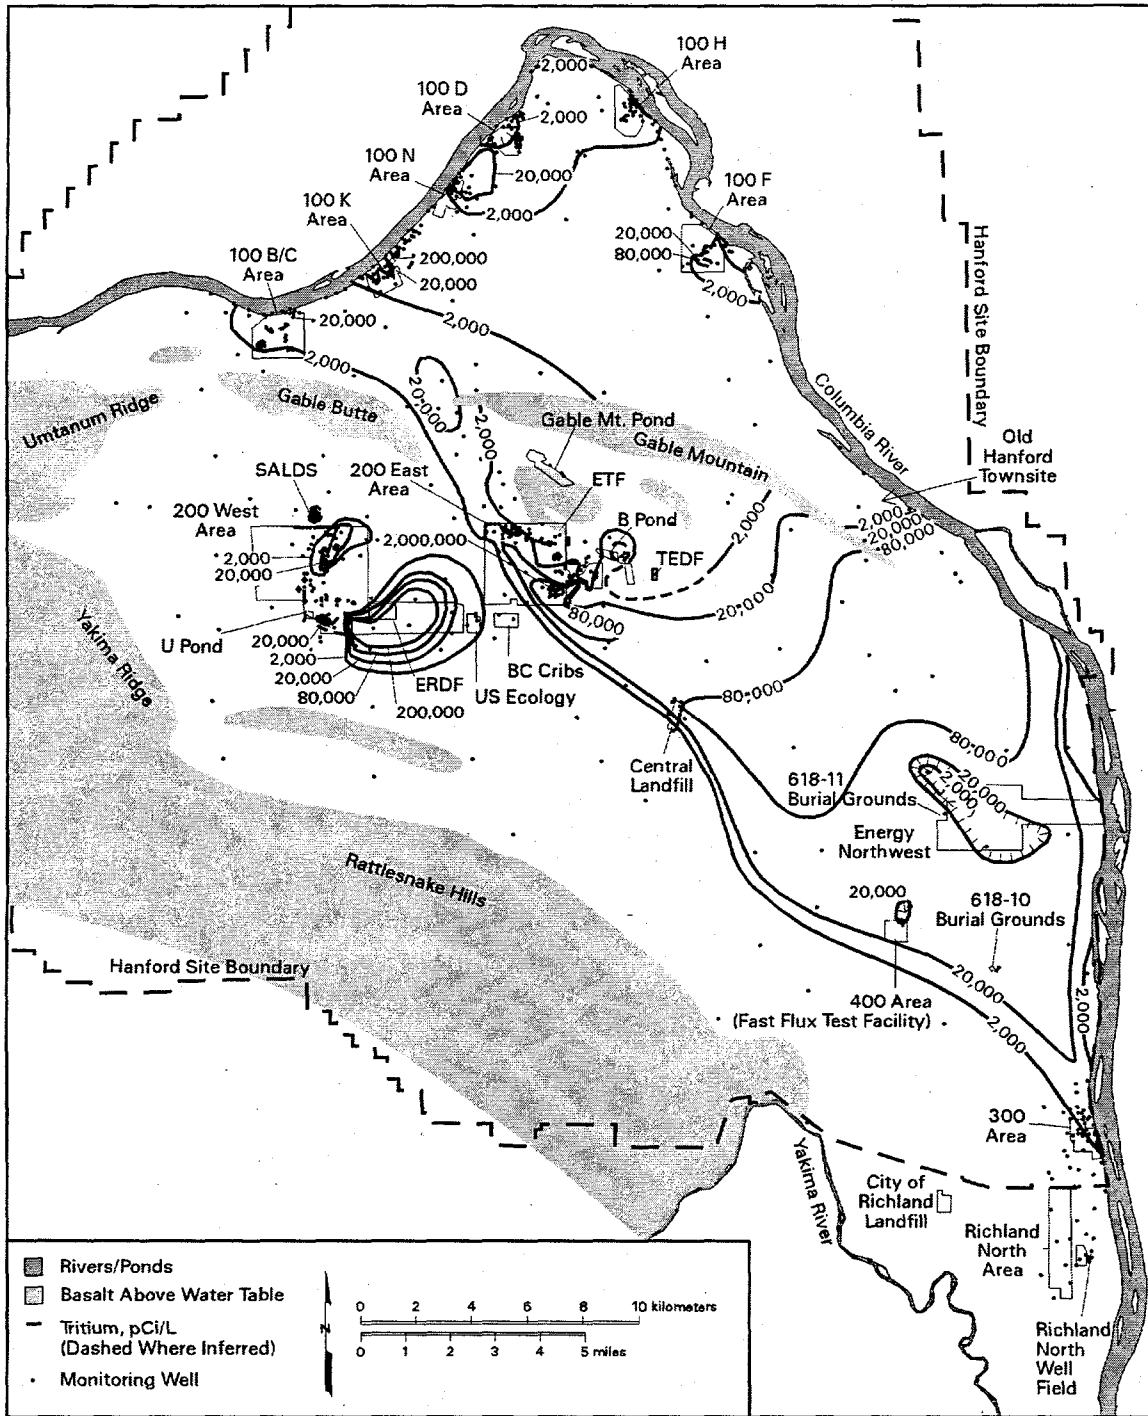 2,000
100 H
Area
100 D
Area
2,000
100 N
Area
20,000
100 K
Area
2,000
100 F
Area
20,000
80,000
2,000
100 B/C
Area
200,000
20,000
20,000
2,000
2,000
20,000
2,000
Hanford Site Boundary
Columbia River
Umtanum Ridge
Gable Butte
Gable Mt. Pond
Gable Mountain
Old
Hanford
Townsite
SALDS
200 East
Area
ETF
200 West
Area
B Pond
2,000
2,000
20,000
80,000
2,000,000
2,000
20,000
TEDF
20,000
80,000
U Pond
20,000
2,000
20,000
80,000
ERDF
200,000
BC Cribs
US Ecology
80,000
Yakima Ridge
Central
Landfill
80,000
618-11
Burial Grounds
20,000
2,000
Energy
Northwest
Rattlesnake Hills
20,000
618-10
Burial Grounds
Hanford Site Boundary
400 Area
(Fast Flux Test Facility)
20,000
2,000
2,000
300
Area
Yakima River
City of
Richland
Landfill
Richland
North
Area
Richland
North
Well
Field
Rivers/Ponds
Basalt Above Water Table
Tritium, pCi/L
(Dashed Where Inferred)
Monitoring Well
N
0 2 4 6 8 10 kilometers
0 1 2 3 4 5 miles